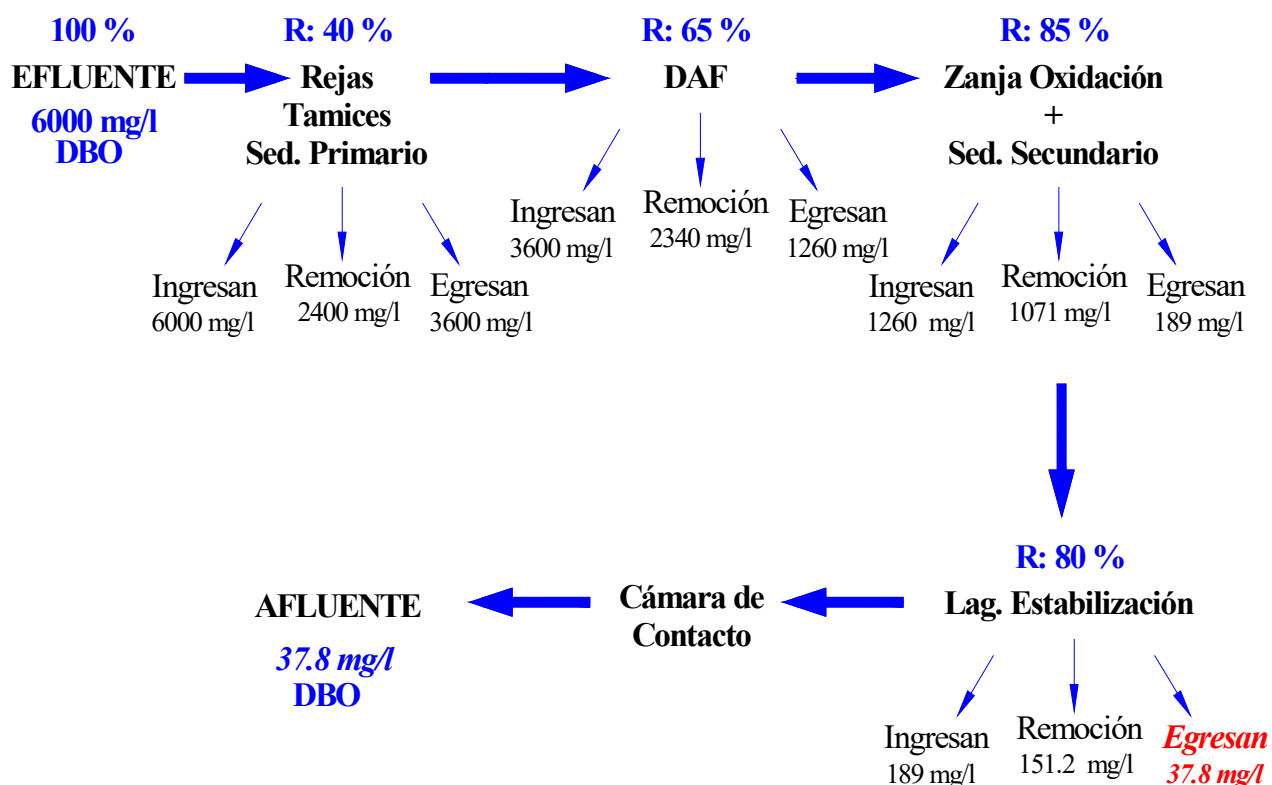 100 %
EFLUENTE
6000 mg/l
DBO
R: 40 %
Rejas
Tamices
Sed. Primario
Ingresan
6000 mg/l
Remoción
2400 mg/l
Egresan
3600 mg/l
R: 65 %
DAF
Ingresan
3600 mg/l
Remoción
2340 mg/l
Egresan
1260 mg/l
R: 85 %
Zanja Oxidación
+
Sed. Secundario
Ingresan
1260 mg/l
Remoción
1071 mg/l
Egresan
189 mg/l
R: 80 %
Lag. Estabilización
Ingresan
189 mg/l
Remoción
151.2 mg/l
Egresan
37.8 mg/l
Cámara de
Contacto
AFLUENTE
37.8 mg/l
DBO